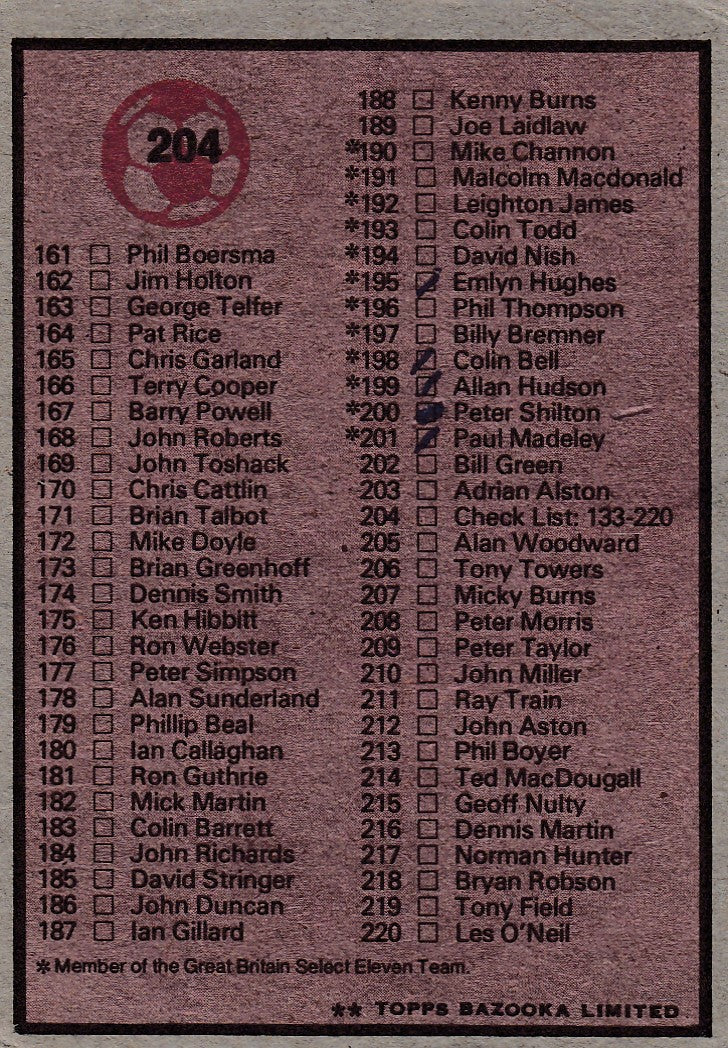 204
161 Phil Boersma
162 Jim Holton
163 George Telfer
164 Pat Rice
165 Chris Garland
166 Terry Cooper
167 Barry Powell
168 John Roberts
169 John Toshack
170 Chris Cattlin
171 Brian Talbot
172 Mike Doyle
173 Brian Greenhoff
174 Dennis Smith
175 Ken Hibbitt
176 Ron Webster
177 Peter Simpson
178 Alan Sunderland
179 Phillip Beal
180 Ian Callaghan
181 Ron Guthrie
182 Mick Martin
183 Colin Barrett
184 John Richards
185 David Stringer
186 John Duncan
187 Ian Gillard
188 Kenny Burns
189 Joe Laidlaw
*190 Mike Channon
*191 Malcolm Macdonald
*192 Leighton James
*193 Colin Todd
*194 David Nish
*195 Emlyn Hughes
*196 Phil Thompson
*197 Billy Bremner
*198 Colin Bell
*199 Allan Hudson
*200 Peter Shilton
*201 Paul Madeley
202 Bill Green
203 Adrian Alston
204 Check List: 133-220
205 Alan Woodward
206 Tony Towers
207 Micky Burns
208 Peter Morris
209 Peter Taylor
210 John Miller
211 Ray Train
212 John Aston
213 Phil Boyer
214 Ted MacDougall
215 Geoff Nulty
216 Dennis Martin
217 Norman Hunter
218 Bryan Robson
219 Tony Field
220 Les O'Neil
* Member of the Great Britain Select Eleven Team.
** TOPPS BAZOOKA LIMITED